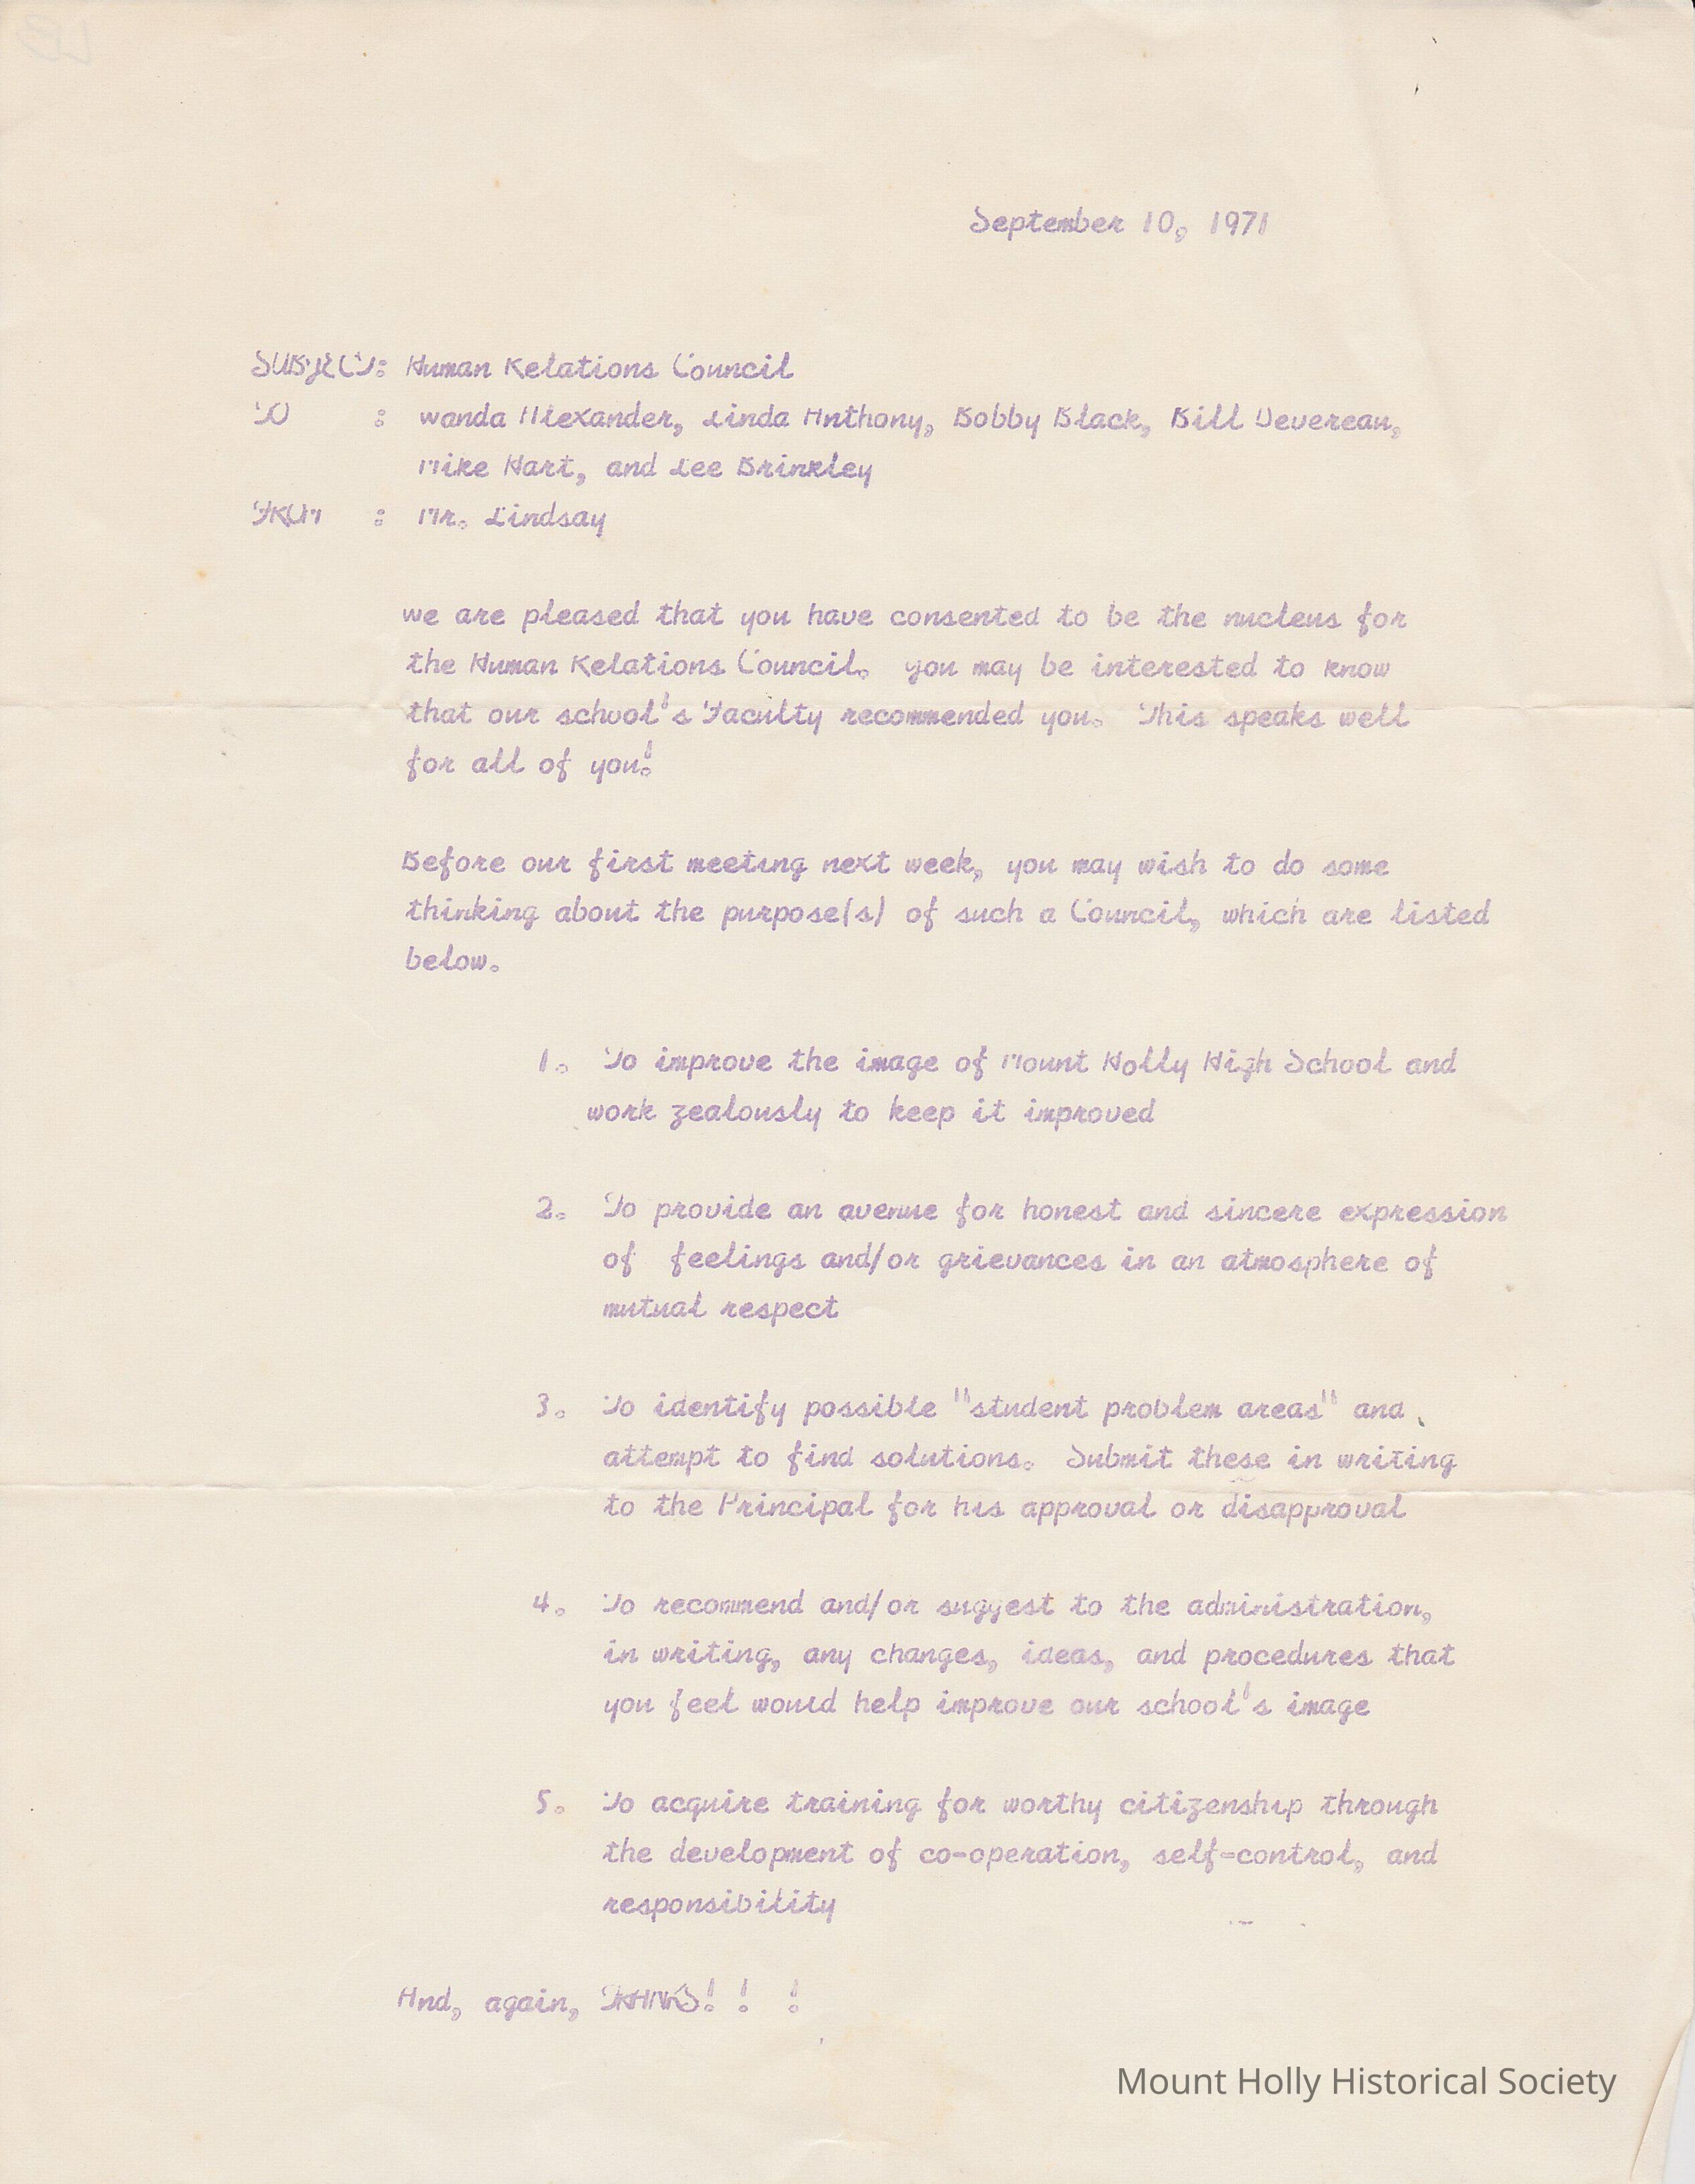 September 10, 1971
SUBJECT: Human Relations Council
TO : Wanda Alexander, Linda Anthony, Bobby Black, Bill Devereau,
Mike Hart, and Lee Brinkley
FROM : Mr. Lindsay
We are pleased that you have consented to be the nucleus for
the Human Relations Council. You may be interested to know
that our school's Faculty recommended you. This speaks well
for all of you!
Before our first meeting next week, you may wish to do some
thinking about the purpose(s) of such a Council, which are listed
below.
1. To improve the image of Mount Holly High School and
work zealously to keep it improved
2. To provide an avenue for honest and sincere expression
of feelings and/or grievances in an atmosphere of
mutual respect
3. To identify possible "student problem areas" and
attempt to find solutions. Submit these in writing
to the Principal for his approval or disapproval
4. To recommend and/or suggest to the administration,
in writing, any changes, ideas, and procedures that
you feel would help improve our school's image
5. To acquire training for worthy citizenship through
the development of co-operation, self-control, and
responsibility
And, again, THANKS! ! !
Mount Holly Historical Society